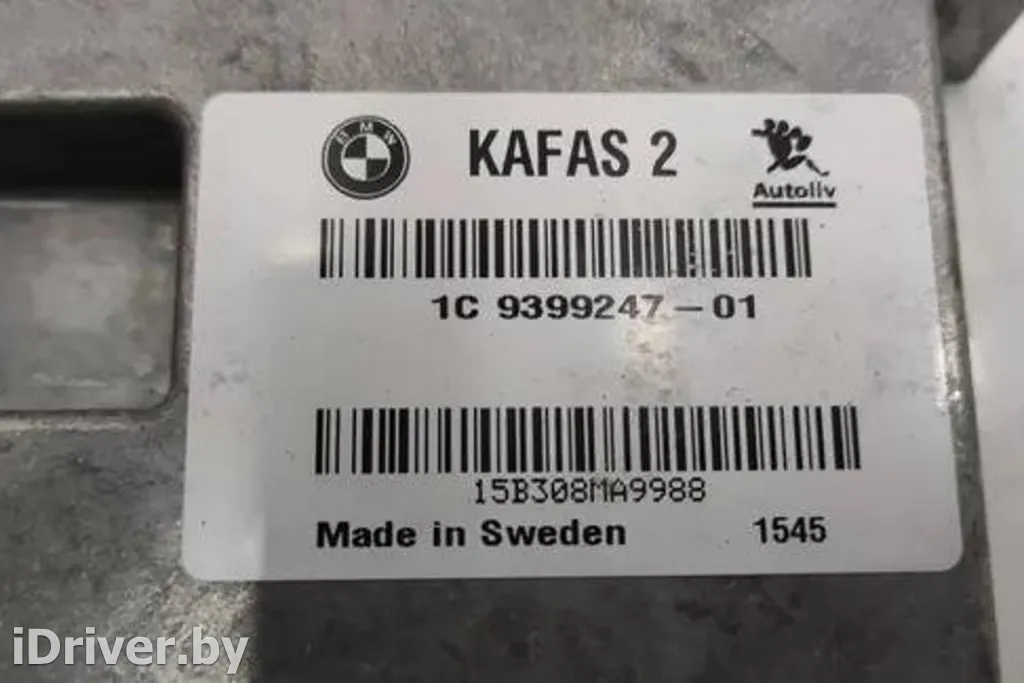 BMW
KAFAS 2
Autoliv
1C 9399247-01
15B308MA9988
Made in Sweden 1545
iDriver.by